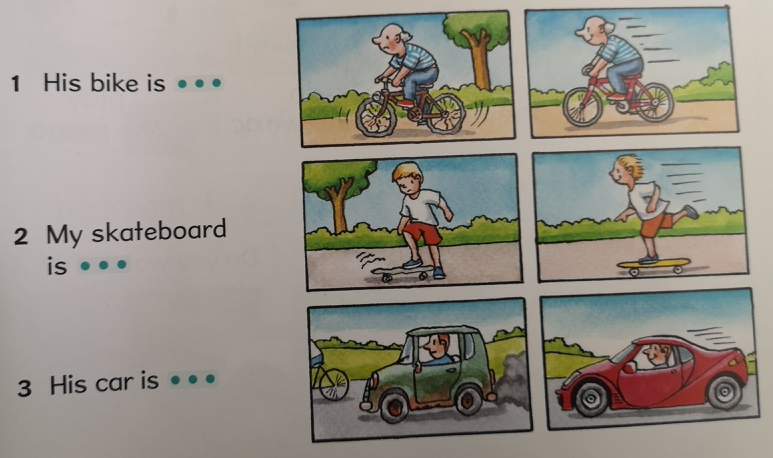 1 His bike is •••
2 My skateboard
is •••
3 His car is •••